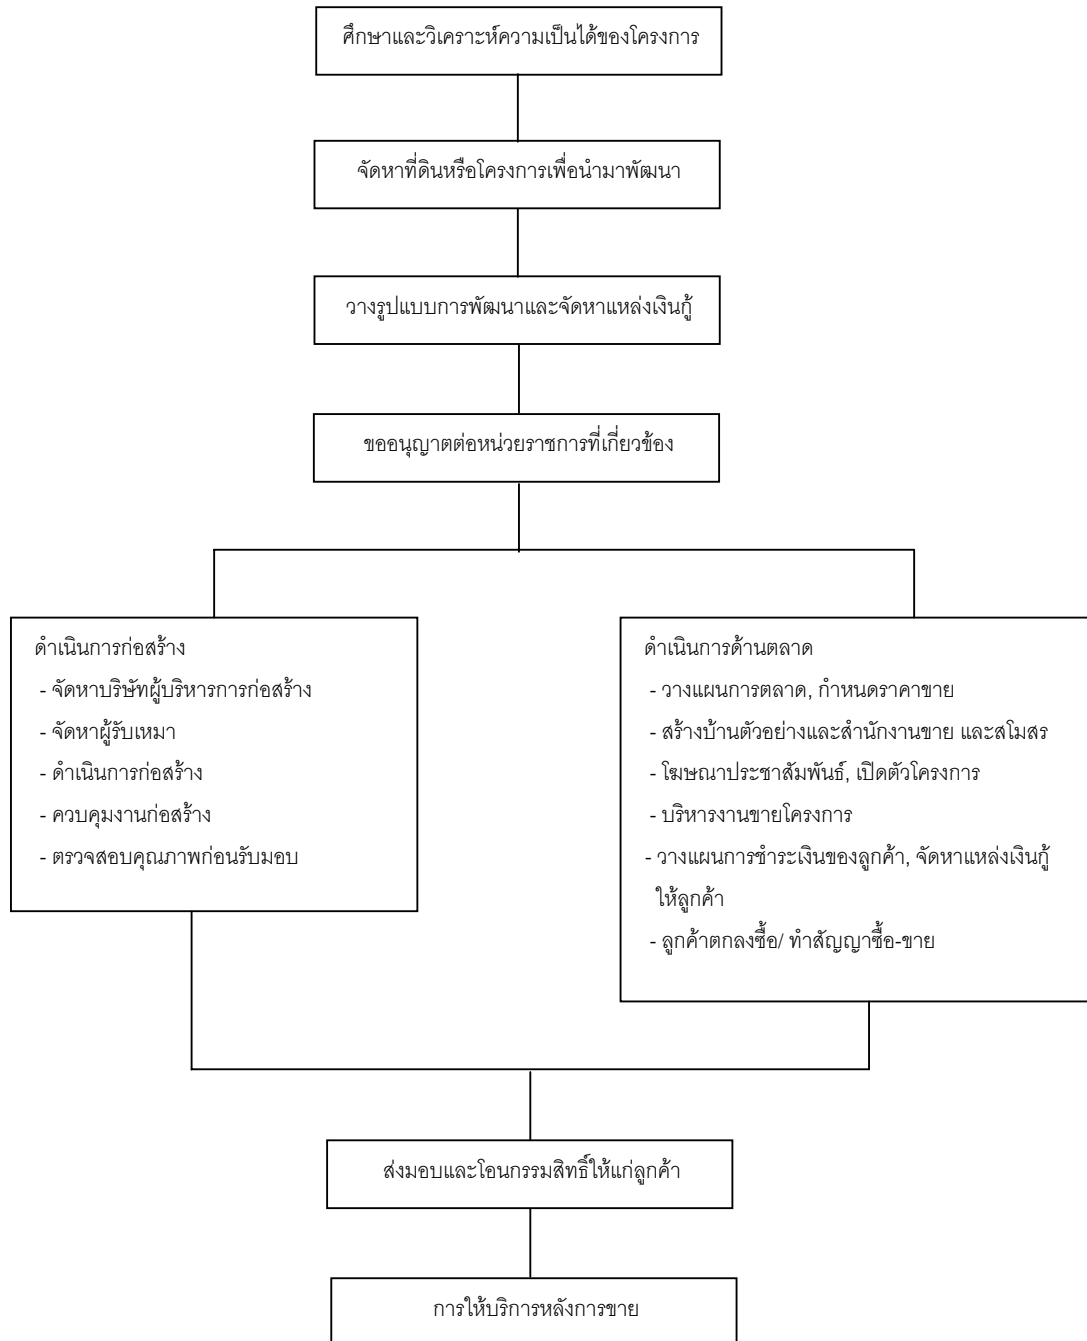 ศึกษาและวิเคราะห์ความเป็นได้ของโครงการ
จัดหาที่ดินหรือโครงการเพื่อนำมาพัฒนา
วางรูปแบบการพัฒนาและจัดหาแหล่งเงินกู้
ขออนุญาตต่อหน่วยราชการที่เกี่ยวข้อง
ดำเนินการก่อสร้าง
- จัดหาบริษัทผู้บริหารการก่อสร้าง
- จัดหาผู้รับเหมา
- ดำเนินการก่อสร้าง
- ควบคุมงานก่อสร้าง
- ตรวจสอบคุณภาพก่อนรับมอบ
ดำเนินการด้านตลาด
- วางแผนการตลาด, กำหนดราคาขาย
- สร้างบ้านตัวอย่างและสำนักงานขาย และสโมสร
- โฆษณาประชาสัมพันธ์, เปิดตัวโครงการ
- บริหารงานขายโครงการ
- วางแผนการชำระเงินของลูกค้า, จัดหาแหล่งเงินกู้
ให้ลูกค้า
- ลูกค้าตกลงซื้อ/ ทำสัญญาซื้อ-ขาย
ส่งมอบและโอนกรรมสิทธิ์ให้แก่ลูกค้า
การให้บริการหลังการขาย